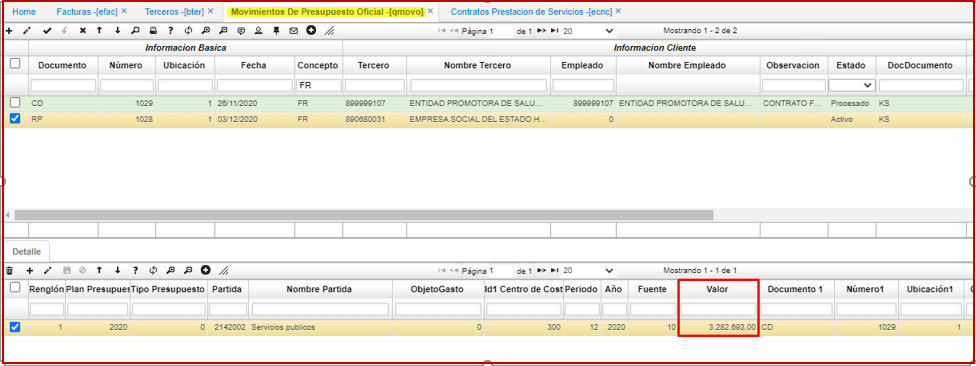 Home Facturas -[efac] × Terceros -[bter] × Movimientos De Presupuesto Oficial -[qmovo] × Contratos Prestacion de Servicios -[ecnc] ×
Página 1 de 1 20 Mostrando 1 - 2 de 2
Informacion Basica Informacion Cliente
Documento Número Ubicación Fecha Concepto Tercero Nombre Tercero Empleado Nombre Empleado Observacion Estado DocDocumento
FR
CD 1029 1 26/11/2020 FR 899999107 ENTIDAD PROMOTORA DE SALU... 899999107 ENTIDAD PROMOTORA DE SALU... CONTRATO F... Procesado KS
RP 1028 1 03/12/2020 FR 890680031 EMPRESA SOCIAL DEL ESTADO H... 0 Activo KS
Detalle
Página 1 de 1 20 Mostrando 1 - 1 de 1
Renglón Plan Presupues Tipo Presupuesto Partida Nombre Partida ObjetoGasto Id1 Centro de Cost Periodo Año Fuente Valor Documento 1 Número1 Ubicación1
1 2020 0 2142002 Servicios publicos 0 300 12 2020 10 3.282.693,00 CD 1029 1